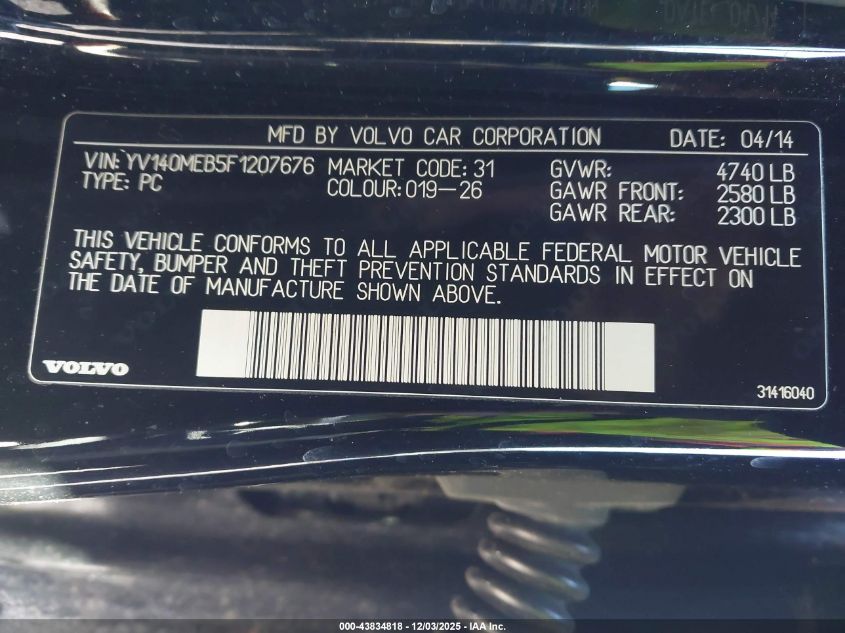 MFD BY VOLVO CAR CORPORATION DATE: 04/14
VIN: YV140MEB5F1207676 MARKET CODE: 31 GVWR: 4740 LB
TYPE: PC COLOUR: 019-26 GAWR FRONT: 2580 LB
GAWR REAR: 2300 LB
THIS VEHICLE CONFORMS TO ALL APPLICABLE FEDERAL MOTOR VEHICLE
SAFETY, BUMPER AND THEFT PREVENTION STANDARDS IN EFFECT ON
THE DATE OF MANUFACTURE SHOWN ABOVE.
VOLVO
31416040
000-43834818 - 12/03/2025 - IAA Inc.